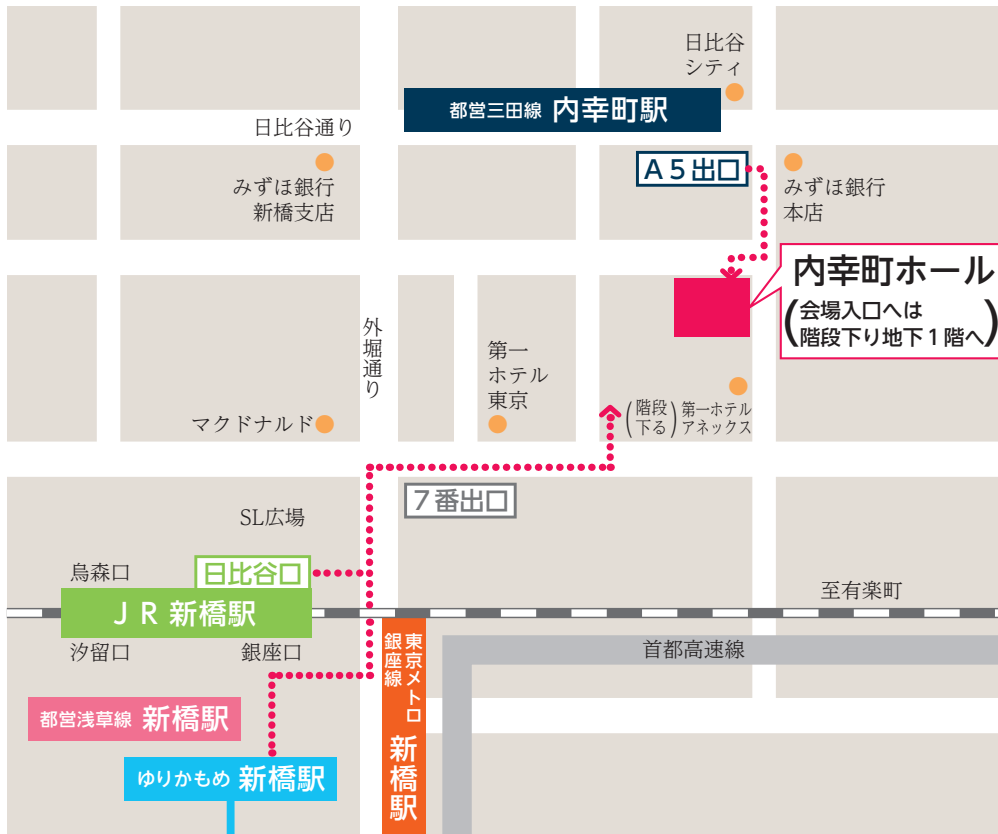 日比谷
シティ
都営三田線 内幸町駅
日比谷通り
みずほ銀行
新橋支店
A5出口
みずほ銀行
本店
内幸町ホール
(会場入口へは
階段下り地下1階へ)
外堀通り
第一
ホテル
東京
マクドナルド
(階段
下る)
第一ホテル
アネックス
7番出口
SL広場
日比谷口
烏森口
JR 新橋駅
至有楽町
汐留口
銀座口
東京メトロ
銀座線
新橋駅
首都高速線
都営浅草線 新橋駅
ゆりかもめ 新橋駅